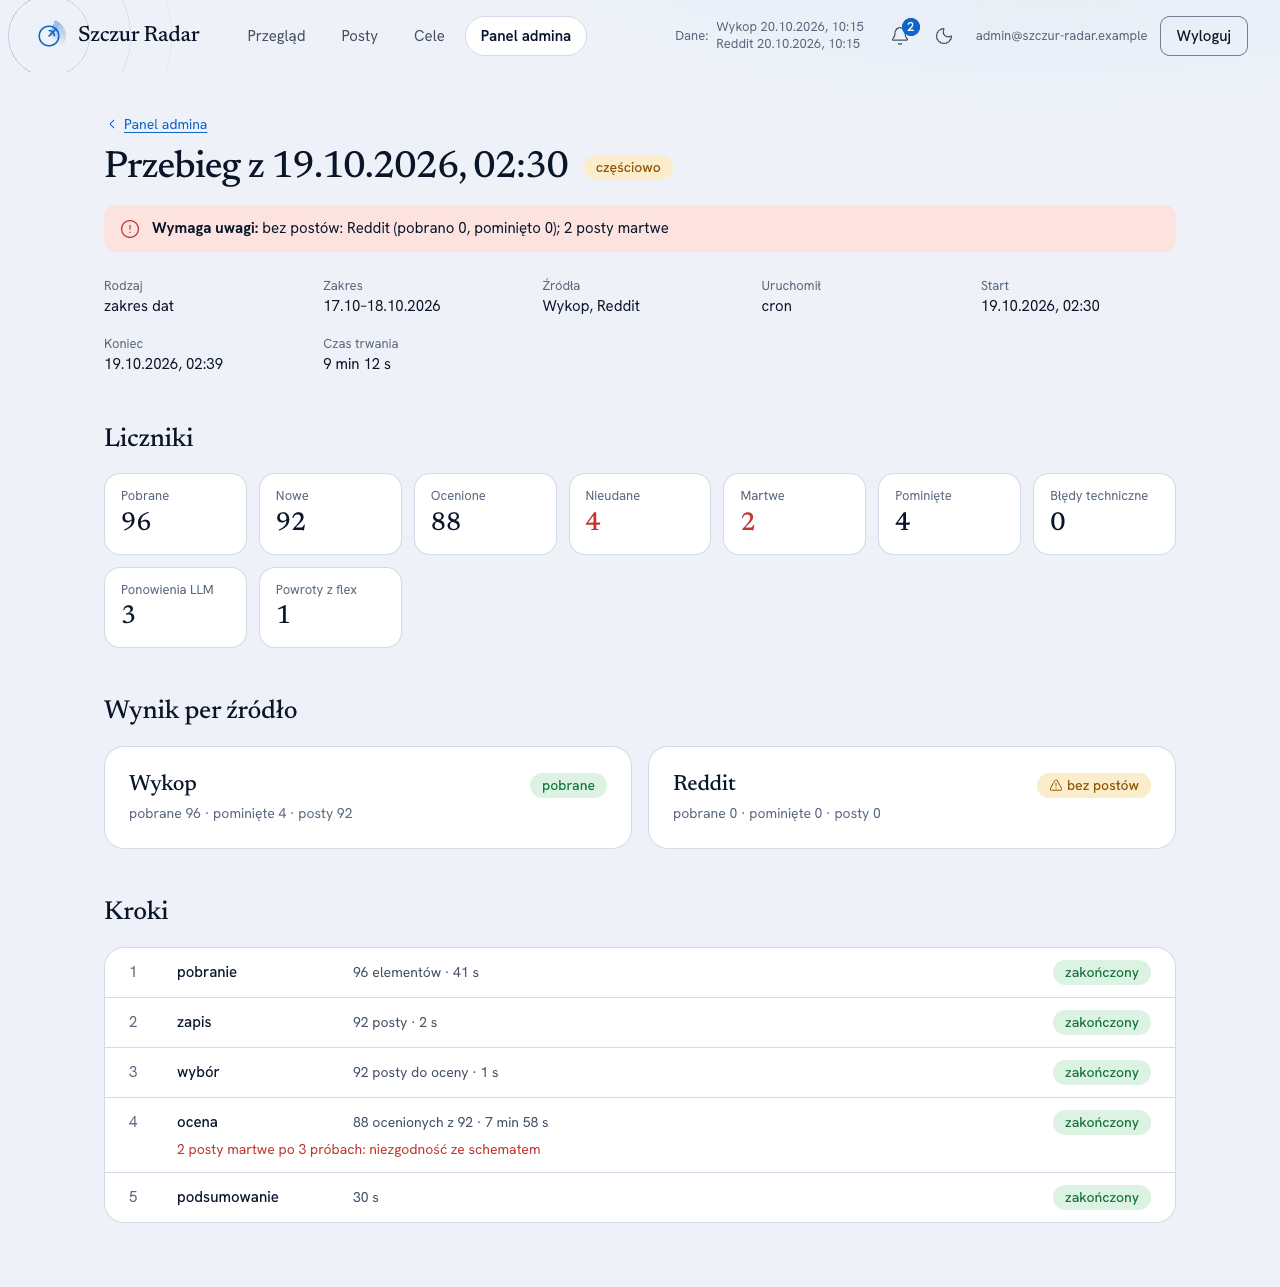 Szczur Radar
Przegląd
Posty
Cele
Panel admina
Dane:
Wykop 20.10.2026, 10:15
Reddit 20.10.2026, 10:15
2
admin@szczur-radar.example
Wyloguj
Panel admina
Przebieg z 19.10.2026, 02:30
częściowo
Wymaga uwagi: bez postów: Reddit (pobrano 0, pominięto 0); 2 posty martwe
Rodzaj
zakres dat
Zakres
17.10–18.10.2026
Źródła
Wykop, Reddit
Uruchomił
cron
Start
19.10.2026, 02:30
Koniec
19.10.2026, 02:39
Czas trwania
9 min 12 s
Liczniki
Pobrane
96
Nowe
92
Ocenione
88
Nieudane
4
Martwe
2
Pominięte
4
Błędy techniczne
0
Ponowienia LLM
3
Powroty z flex
1
Wynik per źródło
Wykop
pobrane
pobrane 96 · pominięte 4 · posty 92
Reddit
bez postów
pobrane 0 · pominięte 0 · posty 0
Kroki
1 pobranie 96 elementów · 41 s zakończony
2 zapis 92 posty · 2 s zakończony
3 wybór 92 posty do oceny · 1 s zakończony
4 ocena 88 ocenionych z 92 · 7 min 58 s zakończony
2 posty martwe po 3 próbach: niezgodność ze schematem
5 podsumowanie 30 s zakończony